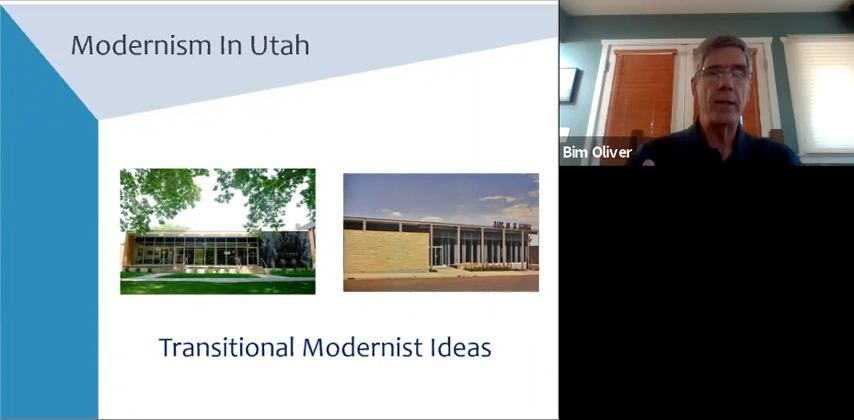 Modernism In Utah
Bim Oliver
Transitional Modernist Ideas